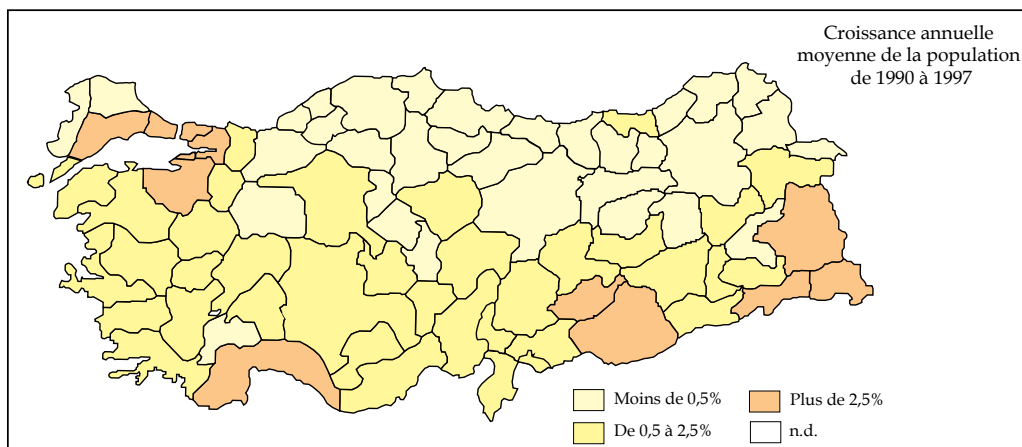 Croissance annuelle
moyenne de la population
de 1990 à 1997
Moins de 0,5%
Plus de 2,5%
De 0,5 à 2,5%
n.d.